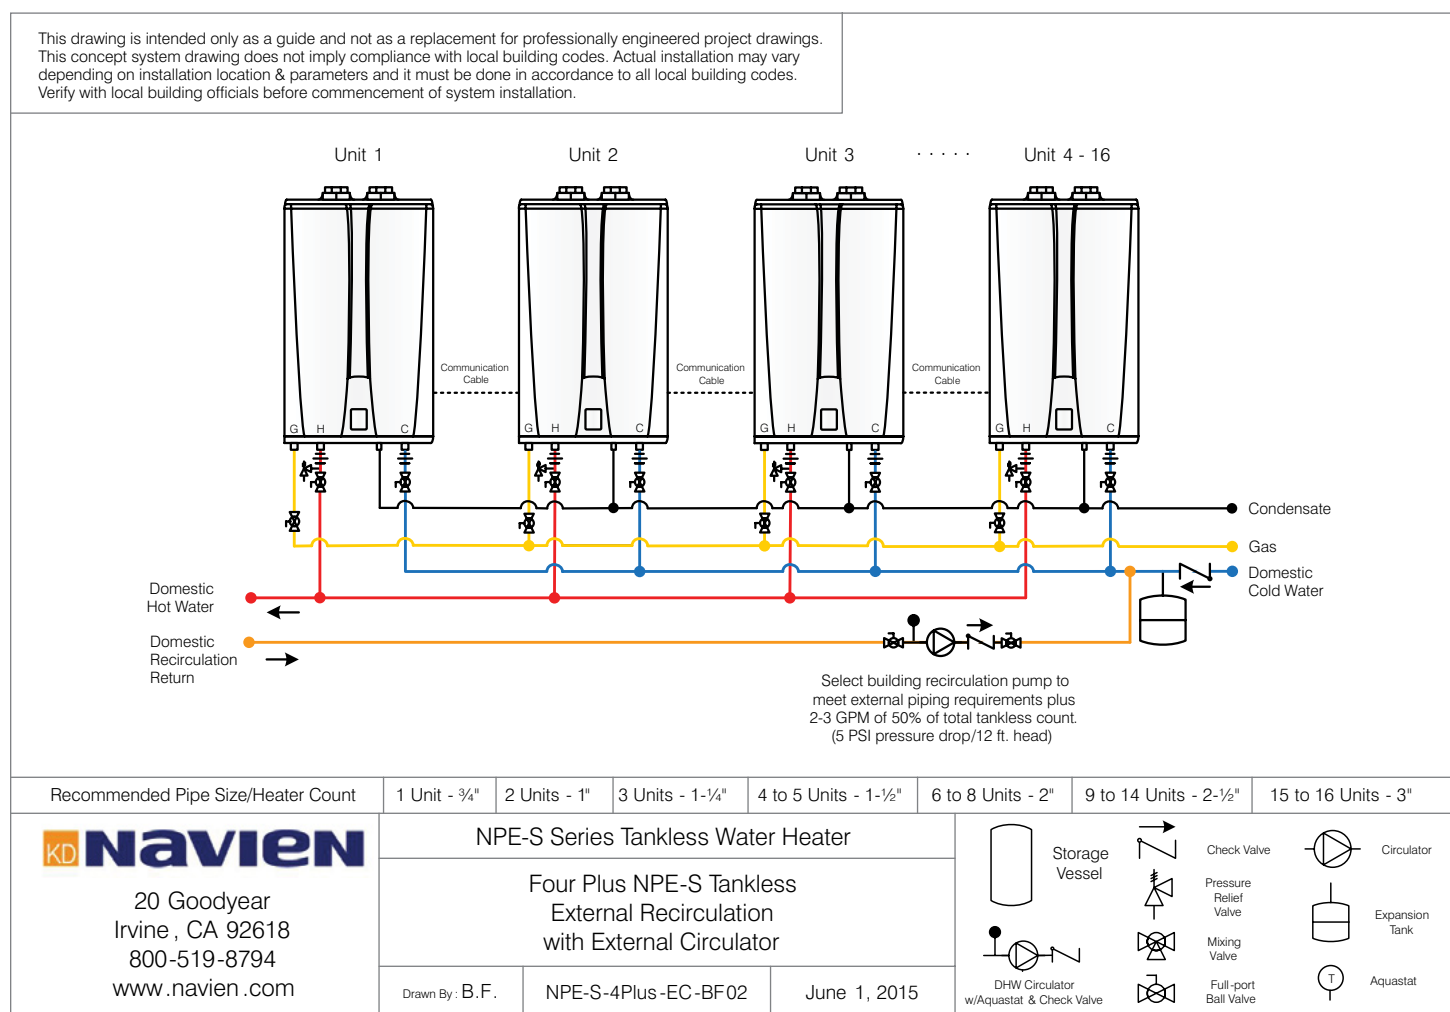 This drawing is intended only as a guide and not as a replacement for professionally engineered project drawings.
This concept system drawing does not imply compliance with local building codes. Actual installation may vary
depending on installation location & parameters and it must be done in accordance to all local building codes.
Verify with local building officials before commencement of system installation.
Unit 1
Unit 2
Unit 3
· · · · ·
Unit 4 - 16
Communication
Cable
Communication
Cable
Communication
Cable
G H C
G H C
G H C
G H C
Condensate
Gas
Domestic
Cold Water
Domestic
Hot Water
Domestic
Recirculation
Return
Select building recirculation pump to
meet external piping requirements plus
2-3 GPM of 50% of total tankless count.
(5 PSI pressure drop/12 ft. head)
Recommended Pipe Size/Heater Count
1 Unit - ¾"
2 Units - 1"
3 Units - 1-¼"
4 to 5 Units - 1-½"
6 to 8 Units - 2"
9 to 14 Units - 2-½"
15 to 16 Units - 3"
KD NAVIEN
20 Goodyear
Irvine , CA 92618
800-519-8794
www.navien.com
NPE-S Series Tankless Water Heater
Four Plus NPE-S Tankless
External Recirculation
with External Circulator
Drawn By : B.F.
NPE-S-4Plus-EC-BF02
June 1, 2015
Storage
Vessel
DHW Circulator
w/Aquastat & Check Valve
Check Valve
Pressure
Relief
Valve
Mixing
Valve
Full-port
Ball Valve
Circulator
Expansion
Tank
T
Aquastat